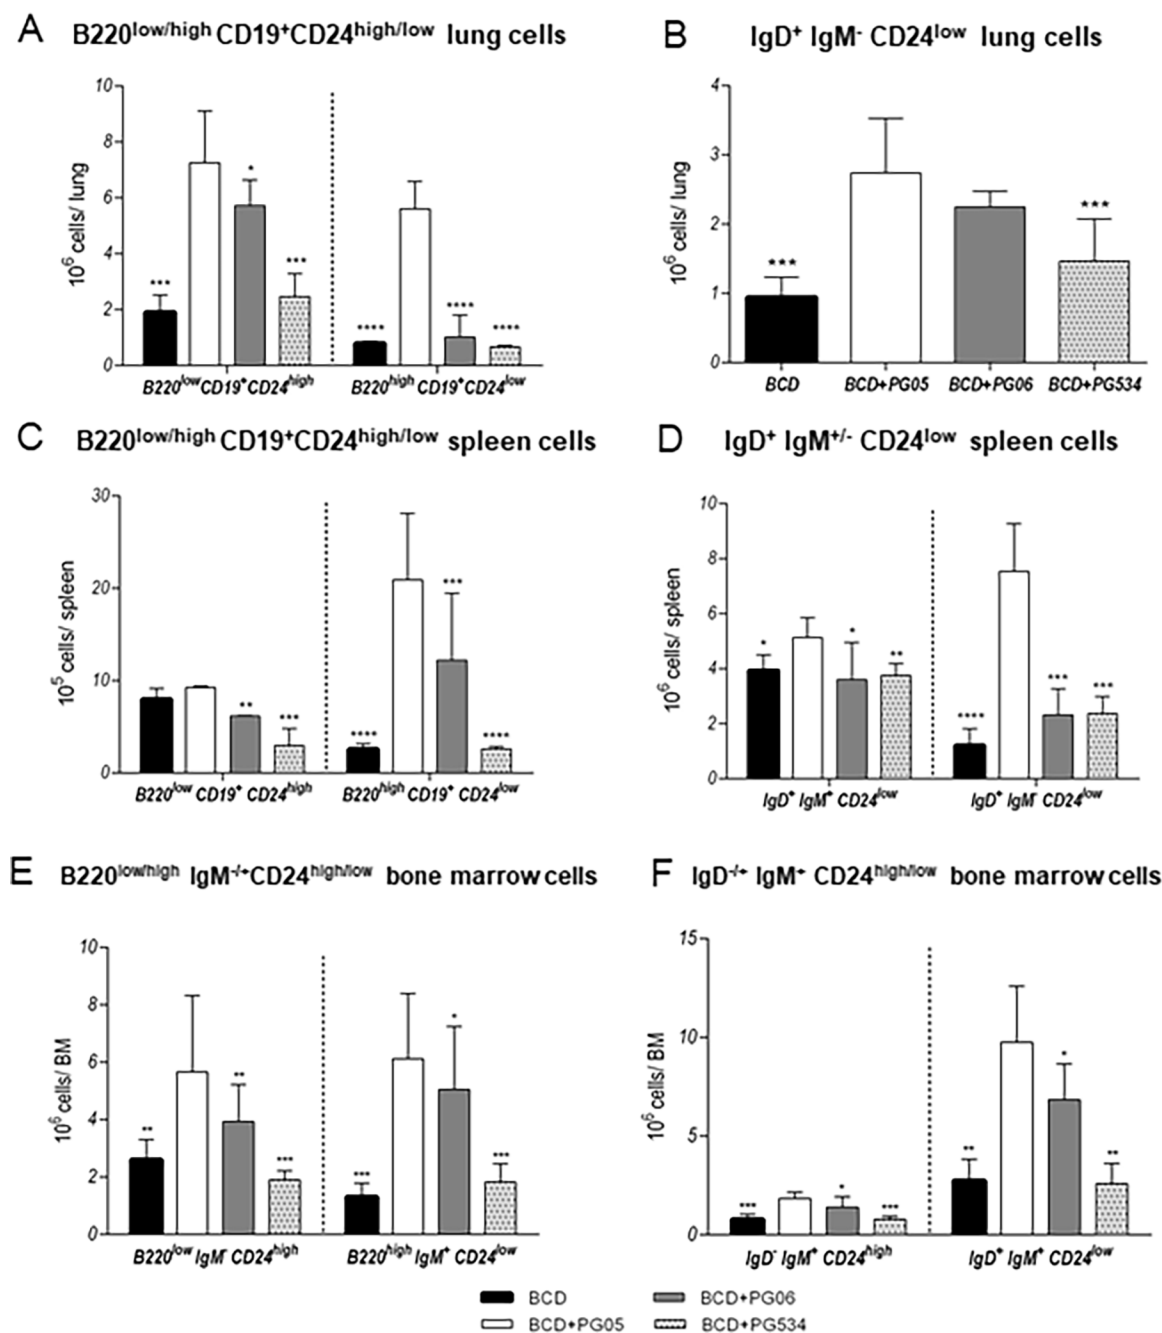 A B220low/high CD19+CD24high/low lung cells
10
8
6
4
2
0
10⁶ cells/ lung
***
*
***
****
****
****
B220lowCD19+CD24high
B220high CD19+CD24low
B IgD+ IgM- CD24low lung cells
4
3
2
1
0
10⁶ cells/ lung
***
***
BCD
BCD+PG05
BCD+PG06
BCD+PG534
C B220low/high CD19+CD24high/low spleen cells
30
20
10
0
10⁵ cells/ spleen
**
***
****
***
****
B220low CD19+ CD24high
B220high CD19+ CD24low
D IgD+ IgM+/- CD24low spleen cells
10
8
6
4
2
0
10⁶ cells/ spleen
*
*
**
****
***
***
IgD+ IgM+ CD24low
IgD+ IgM- CD24low
E B220low/high IgM-/+CD24high/low bone marrow cells
10
8
6
4
2
0
10⁶ cells/ BM
**
**
***
***
*
***
B220low IgM- CD24high
B220high IgM+ CD24low
F IgD-/+ IgM+ CD24high/low bone marrow cells
15
10
5
0
10⁶ cells/ BM
***
*
***
**
*
**
IgD- IgM+ CD24high
IgD+ IgM+ CD24low
BCD
BCD+PG06
BCD+PG05
BCD+PG534